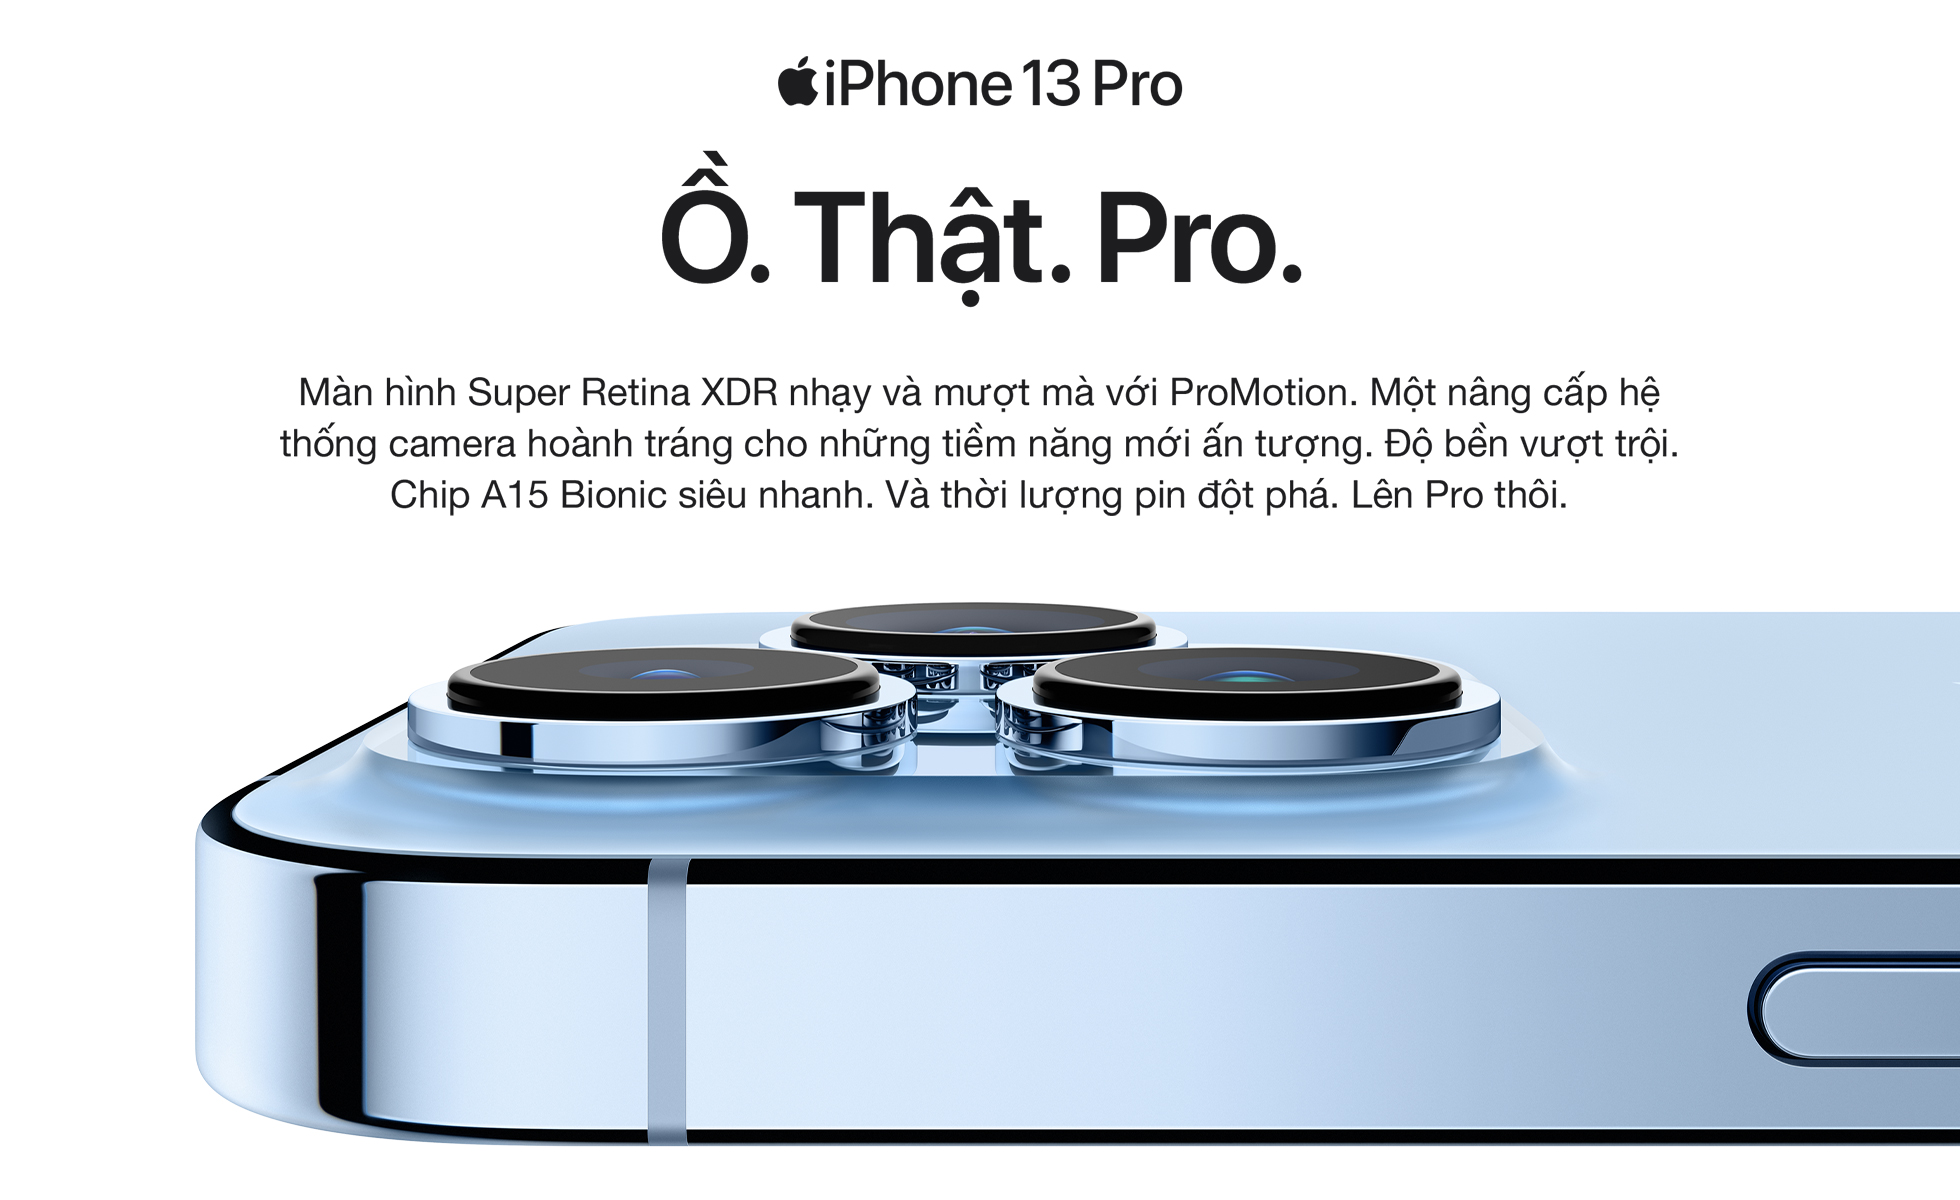 iPhone 13 Pro
Ồ. Thật. Pro.
Màn hình Super Retina XDR nhạy và mượt mà với ProMotion. Một nâng cấp hệ
thống camera hoành tráng cho những tiềm năng mới ấn tượng. Độ bền vượt trội.
Chip A15 Bionic siêu nhanh. Và thời lượng pin đột phá. Lên Pro thôi.